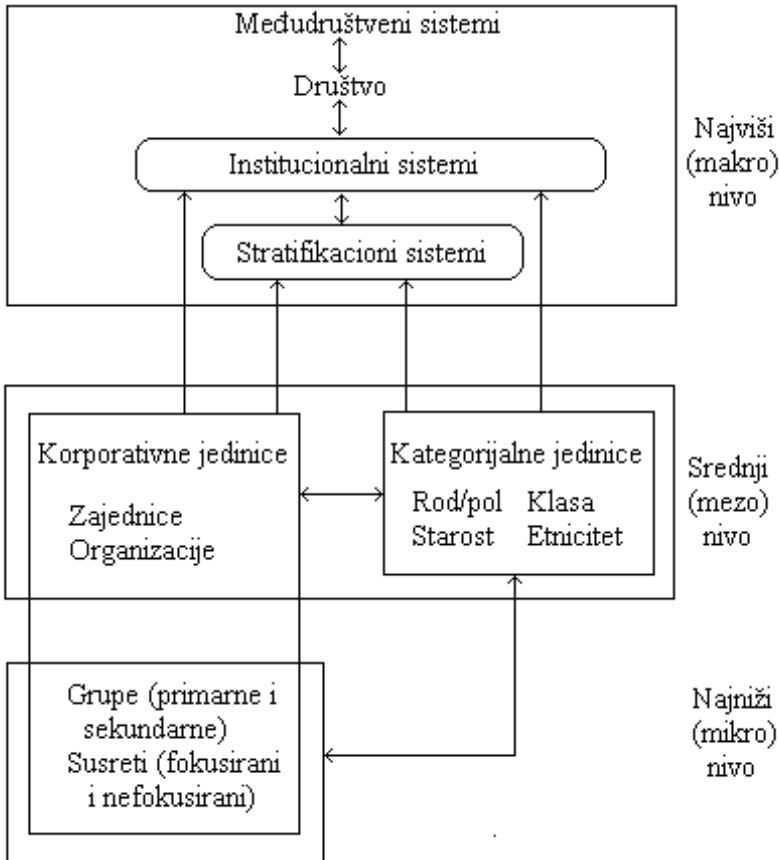 Međudruštveni sistemi
Društvo
Institucionalni sistemi
Stratifikacioni sistemi
Najviši
(makro)
nivo
Korporativne jedinice
Zajednice
Organizacije
Kategorijalne jedinice
Rod/pol Klasa
Starost Etnicitet
Srednji
(mezo)
nivo
Grupe (primarne i
sekundarne)
Susreti (fokusirani
i nefokusirani)
Najniži
(mikro)
nivo